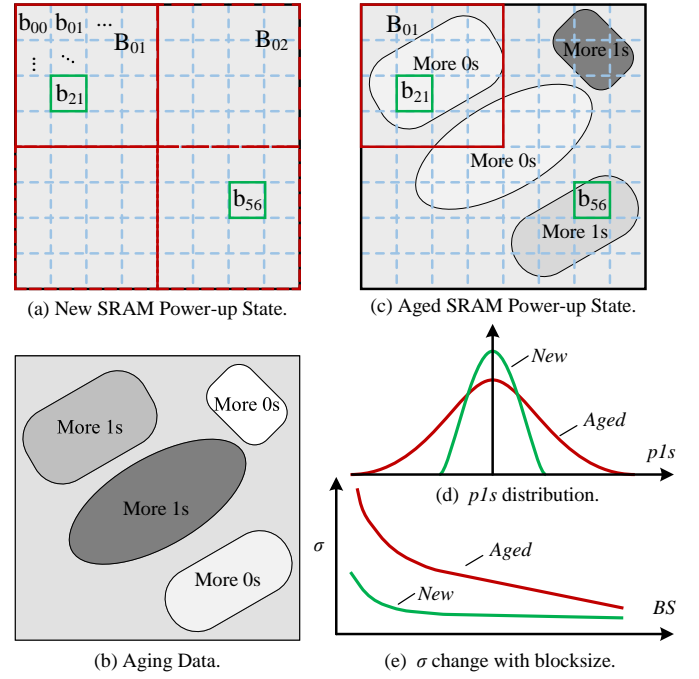 b00 b01 ...
B01
B02
...
...
b21
b56
(a) New SRAM Power-up State.
B01
More 0s
More 1s
b21
More 0s
b56
More 1s
(c) Aged SRAM Power-up State.
More 1s
More 0s
More 1s
More 0s
(b) Aging Data.
New
Aged
p1s
(d) p1s distribution.
σ
Aged
New
BS
(e) σ change with blocksize.